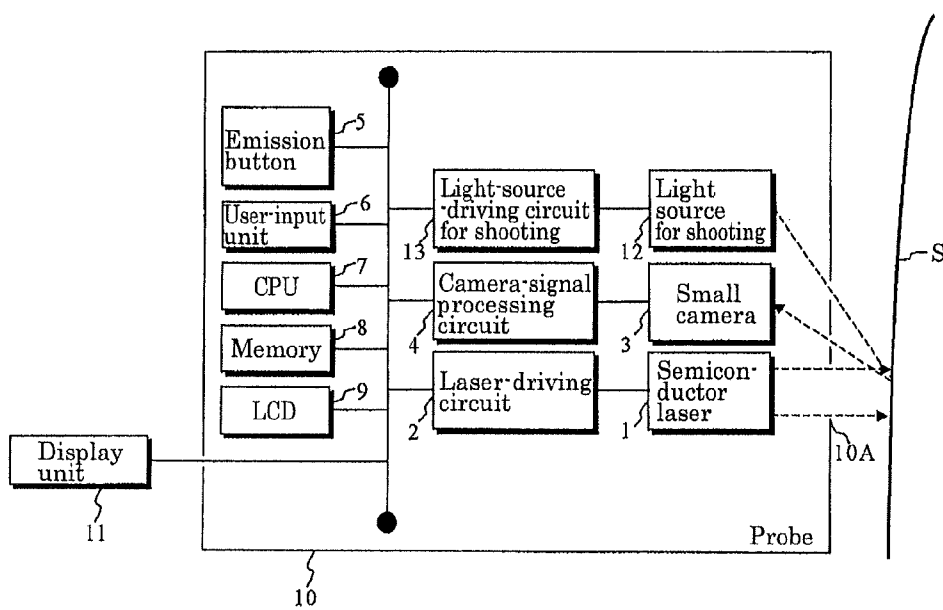 Emission
button
5
User-input
unit
6
CPU
7
Memory
8
LCD
9
Light-source
-driving circuit
for shooting
13
Light
source
for shooting
12
Camera-signal
processing
circuit
4
Small
camera
3
Laser-driving
circuit
2
Semicon-
ductor
laser
1
S
10A
Display
unit
11
Probe
10